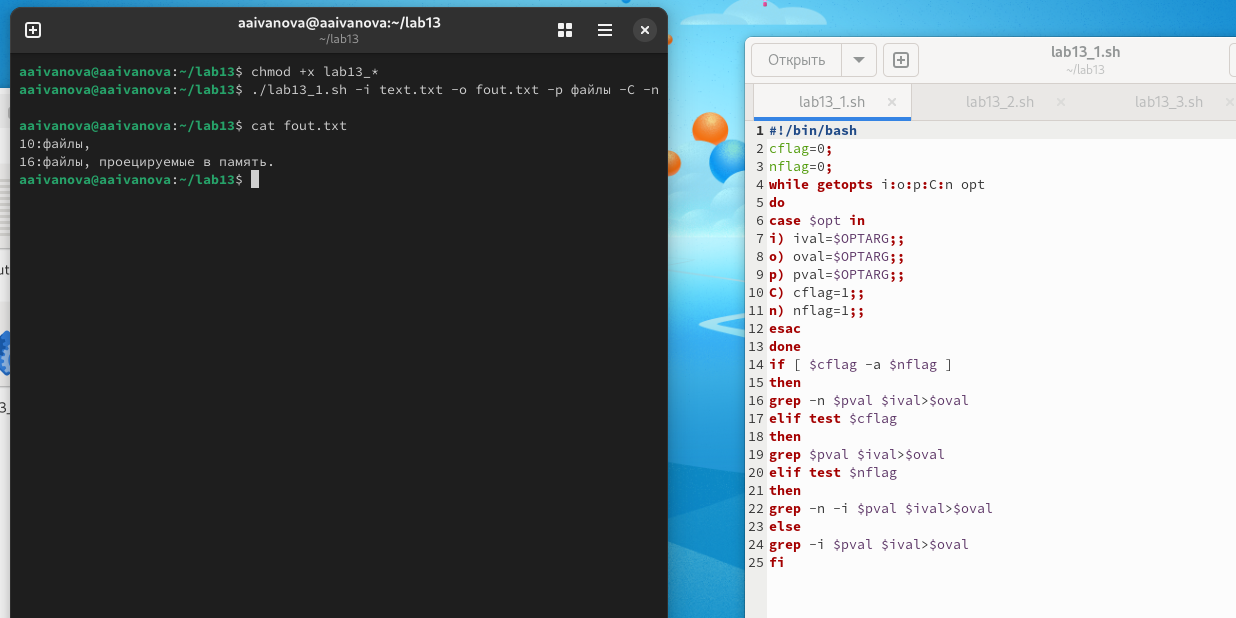 aaivanova@aaivanova:~/lab13
~/lab13
aaivanova@aaivanova:~/lab13$ chmod +x lab13_*
aaivanova@aaivanova:~/lab13$ ./lab13_1.sh -i text.txt -o fout.txt -p файлы -C -n
aaivanova@aaivanova:~/lab13$ cat fout.txt
10:файлы,
16:файлы, проецируемые в память.
aaivanova@aaivanova:~/lab13$
Открыть
lab13_1.sh
~/lab13
lab13_1.sh × lab13_2.sh × lab13_3.sh ×
1 #!/bin/bash
2 cflag=0;
3 nflag=0;
4 while getopts i:o:p:C:n opt
5 do
6 case $opt in
7 i) ival=$OPTARG;;
8 o) oval=$OPTARG;;
9 p) pval=$OPTARG;;
10 C) cflag=1;;
11 n) nflag=1;;
12 esac
13 done
14 if [ $cflag -a $nflag ]
15 then
16 grep -n $pval $ival>$oval
17 elif test $cflag
18 then
19 grep $pval $ival>$oval
20 elif test $nflag
21 then
22 grep -n -i $pval $ival>$oval
23 else
24 grep -i $pval $ival>$oval
25 fi